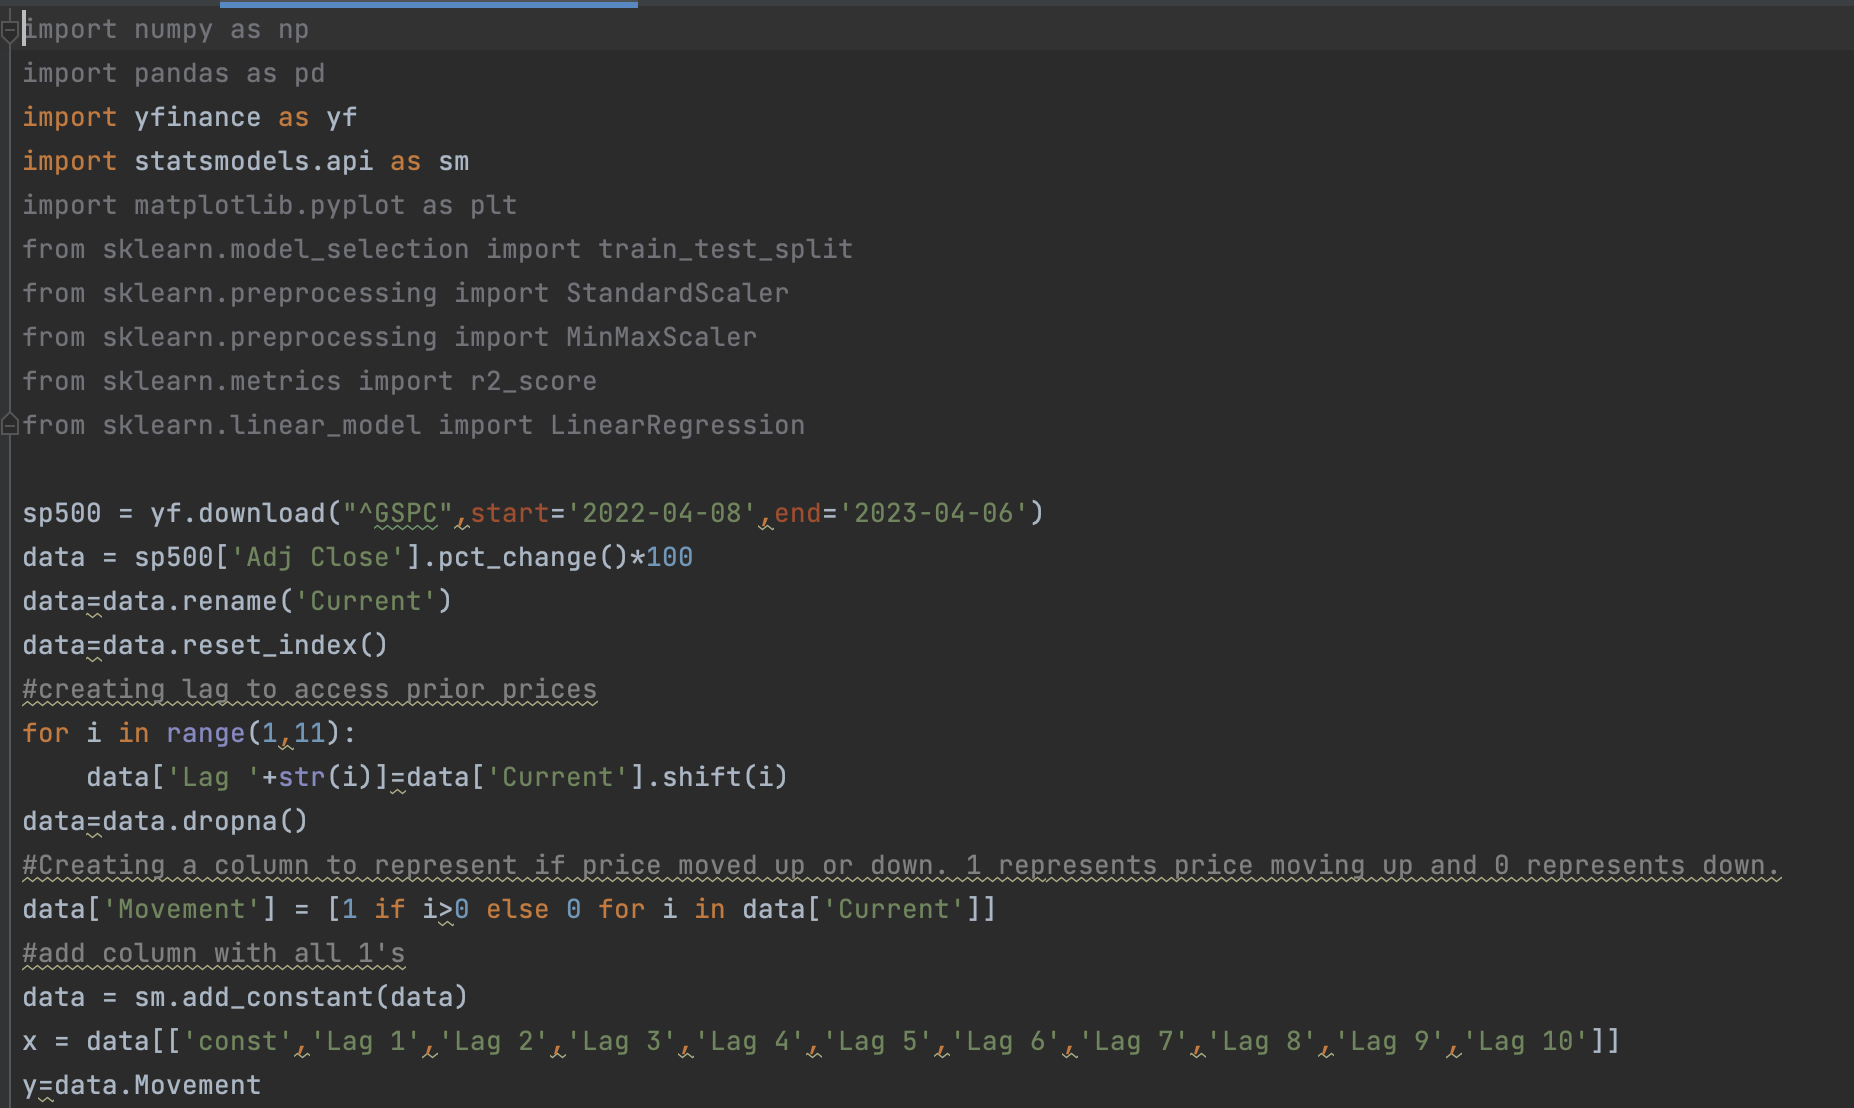 import numpy as np
import pandas as pd
import yfinance as yf
import statsmodels.api as sm
import matplotlib.pyplot as plt
from sklearn.model_selection import train_test_split
from sklearn.preprocessing import StandardScaler
from sklearn.preprocessing import MinMaxScaler
from sklearn.metrics import r2_score
from sklearn.linear_model import LinearRegression
sp500 = yf.download("^GSPC",start='2022-04-08',end='2023-04-06')
data = sp500['Adj Close'].pct_change()*100
data=data.rename('Current')
data=data.reset_index()
#creating lag to access prior prices
for i in range(1,11):
    data['Lag '+str(i)]=data['Current'].shift(i)
data=data.dropna()
#Creating a column to represent if price moved up or down. 1 represents price moving up and 0 represents down.
data['Movement'] = [1 if i>0 else 0 for i in data['Current']]
#add column with all 1's
data = sm.add_constant(data)
x = data[['const','Lag 1','Lag 2','Lag 3','Lag 4','Lag 5','Lag 6','Lag 7','Lag 8','Lag 9','Lag 10']]
y=data.Movement